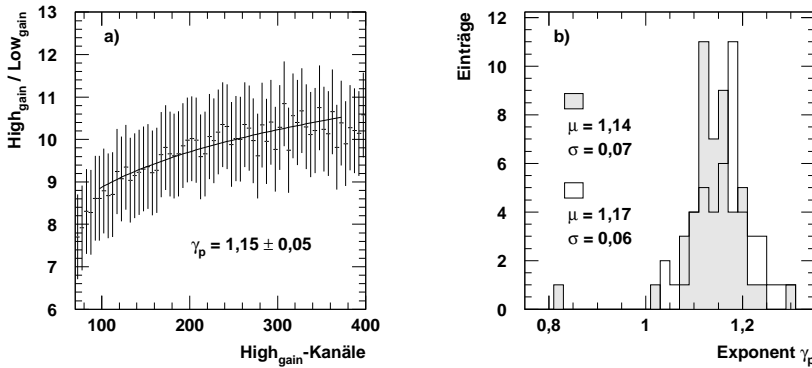 a)
High_gain / Low_gain
11
10
9
8
7
6
γ_p = 1,15 ± 0,05
100
200
300
400
High_gain-Kanäle
b)
Einträge
12
10
8
6
4
2
0
μ = 1,14
σ = 0,07
μ = 1,17
σ = 0,06
0,8
1
1,2
Exponent γ_p